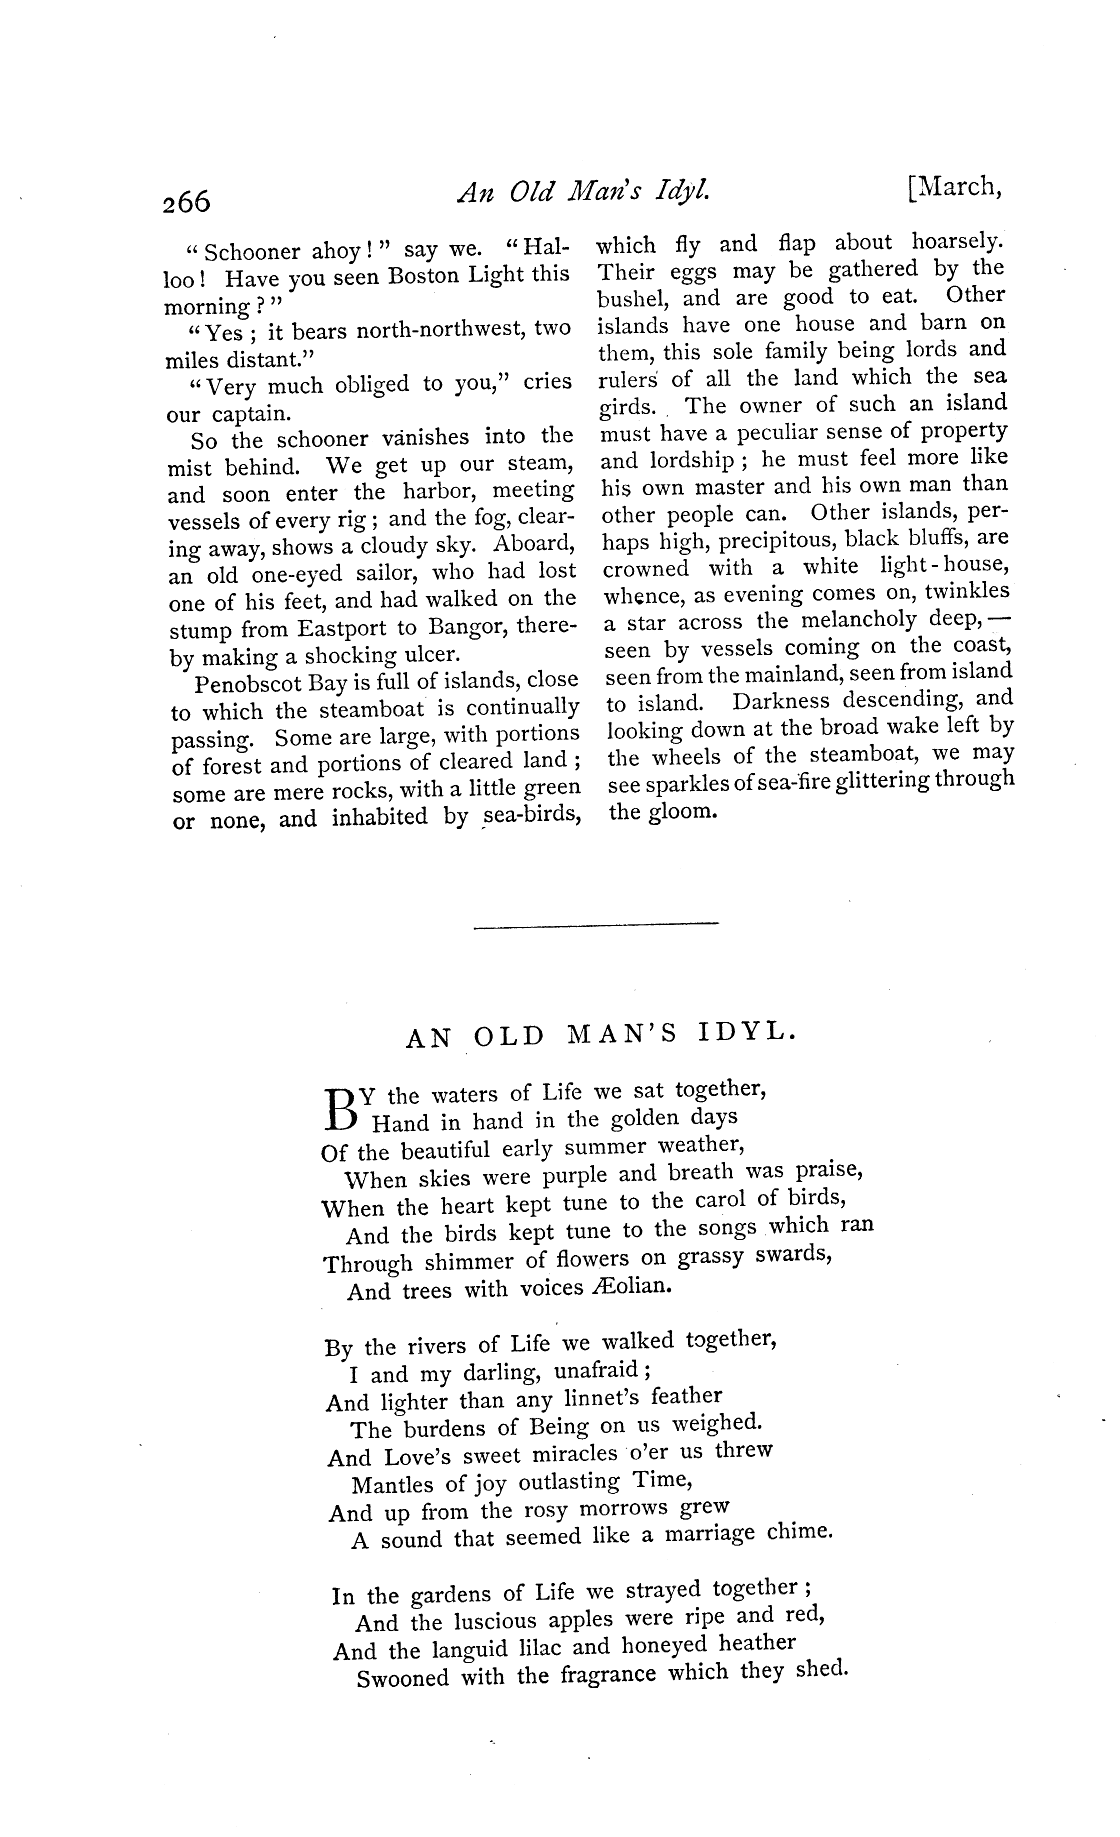 266
An Old Man's Idyl.
[March,
“Schooner ahoy!” say we. “Hal-
loo! Have you seen Boston Light this
morning?”
“Yes; it bears north-northwest, two
miles distant.”
“Very much obliged to you,” cries
our captain.
So the schooner vanishes into the
mist behind. We get up our steam,
and soon enter the harbor, meeting
vessels of every rig; and the fog, clear-
ing away, shows a cloudy sky. Aboard,
an old one-eyed sailor, who had lost
one of his feet, and had walked on the
stump from Eastport to Bangor, there-
by making a shocking ulcer.
Penobscot Bay is full of islands, close
to which the steamboat is continually
passing. Some are large, with portions
of forest and portions of cleared land;
some are mere rocks, with a little green
or none, and inhabited by sea-birds,
which fly and flap about hoarsely.
Their eggs may be gathered by the
bushel, and are good to eat. Other
islands have one house and barn on
them, this sole family being lords and
rulers of all the land which the sea
girds. The owner of such an island
must have a peculiar sense of property
and lordship; he must feel more like
his own master and his own man than
other people can. Other islands, per-
haps high, precipitous, black bluffs, are
crowned with a white light-house,
whence, as evening comes on, twinkles
a star across the melancholy deep,—
seen by vessels coming on the coast,
seen from the mainland, seen from island
to island. Darkness descending, and
looking down at the broad wake left by
the wheels of the steamboat, we may
see sparkles of sea-fire glittering through
the gloom.
AN OLD MAN'S IDYL.
BY the waters of Life we sat together,
Hand in hand in the golden days
Of the beautiful early summer weather,
When skies were purple and breath was praise,
When the heart kept tune to the carol of birds,
And the birds kept tune to the songs which ran
Through shimmer of flowers on grassy swards,
And trees with voices Æolian.
By the rivers of Life we walked together,
I and my darling, unafraid;
And lighter than any linnet's feather
The burdens of Being on us weighed.
And Love's sweet miracles o'er us threw
Mantles of joy outlasting Time,
And up from the rosy morrows grew
A sound that seemed like a marriage chime.
In the gardens of Life we strayed together;
And the luscious apples were ripe and red,
And the languid lilac and honeyed heather
Swooned with the fragrance which they shed.